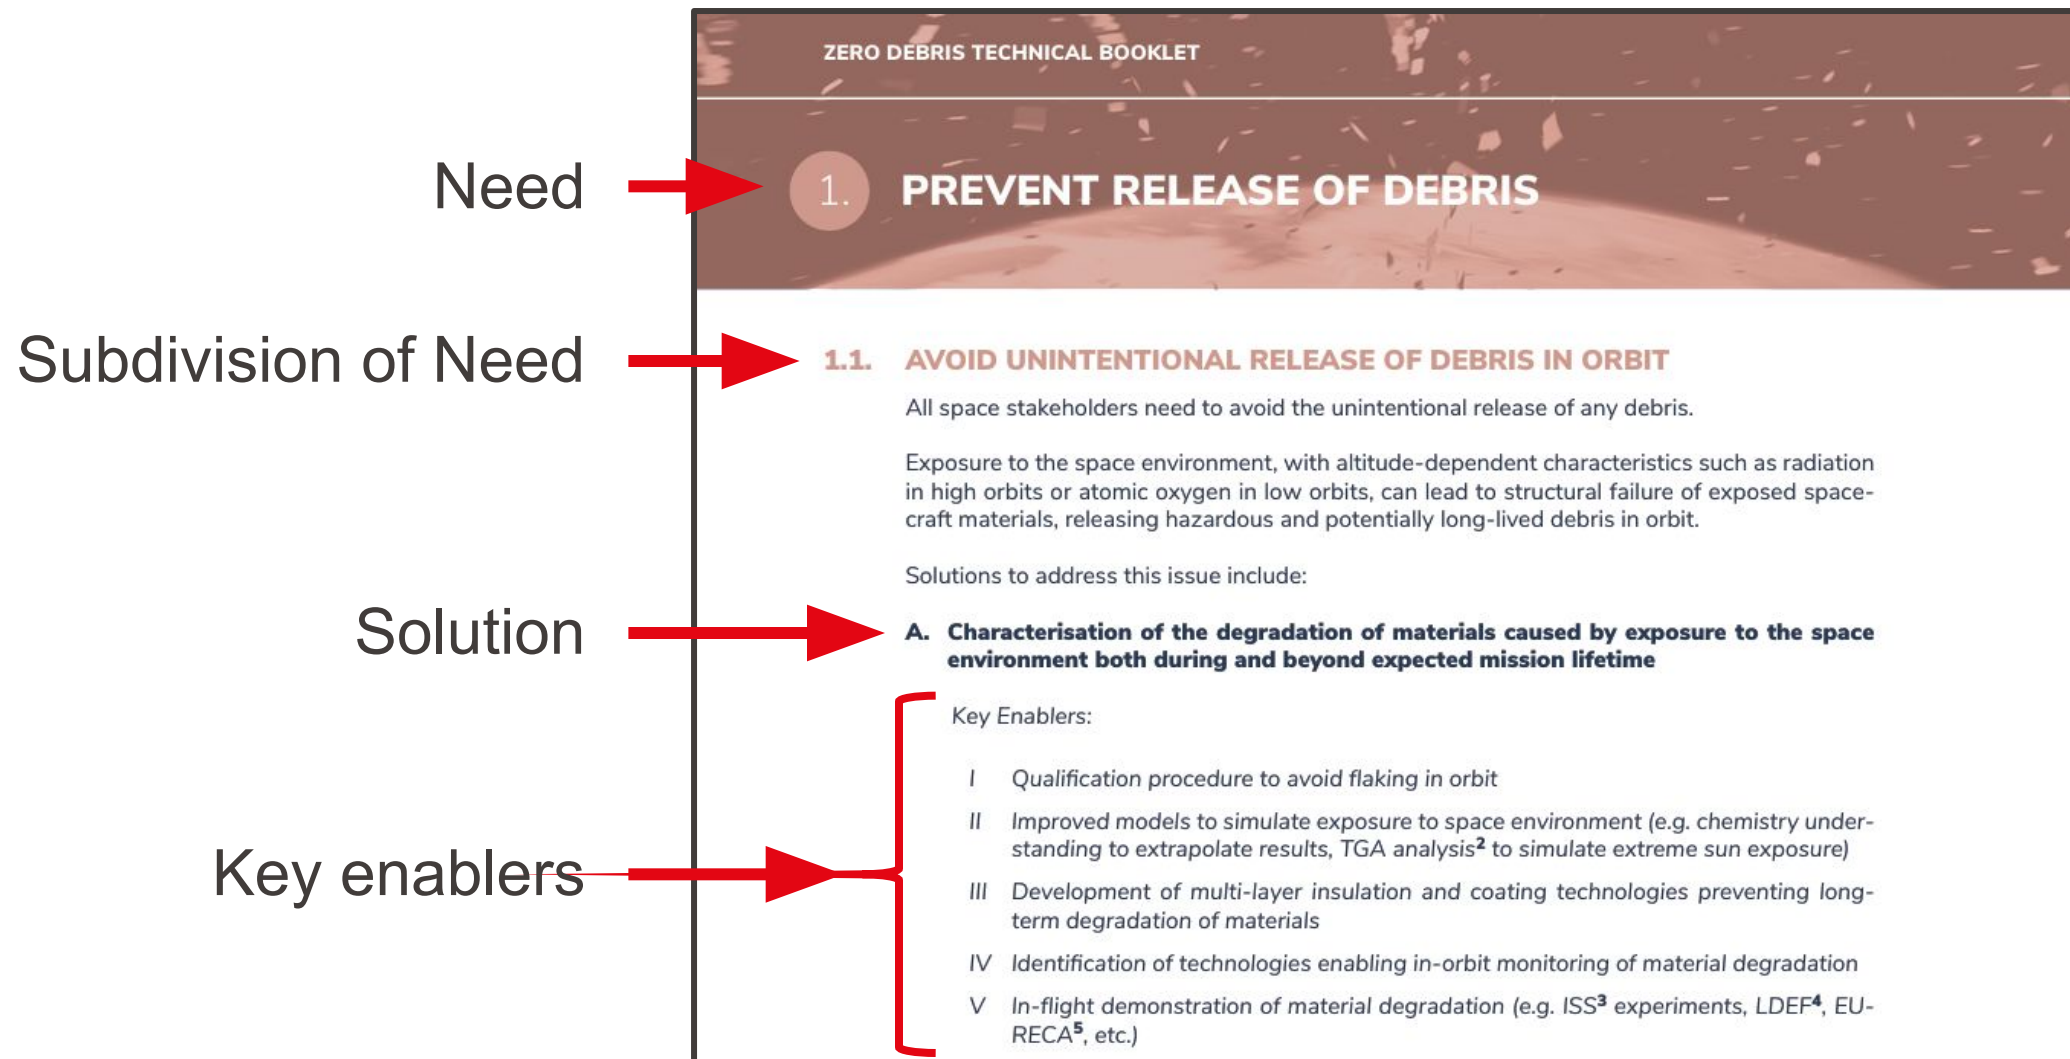 ZERO DEBRIS TECHNICAL BOOKLET
Need
1. PREVENT RELEASE OF DEBRIS
Subdivision of Need
1.1. AVOID UNINTENTIONAL RELEASE OF DEBRIS IN ORBIT
All space stakeholders need to avoid the unintentional release of any debris.
Exposure to the space environment, with altitude-dependent characteristics such as radiation
in high orbits or atomic oxygen in low orbits, can lead to structural failure of exposed space-
craft materials, releasing hazardous and potentially long-lived debris in orbit.
Solutions to address this issue include:
Solution
A. Characterisation of the degradation of materials caused by exposure to the space
environment both during and beyond expected mission lifetime
Key enablers
Key Enablers:
I Qualification procedure to avoid flaking in orbit
II Improved models to simulate exposure to space environment (e.g. chemistry under-
standing to extrapolate results, TGA analysis² to simulate extreme sun exposure)
III Development of multi-layer insulation and coating technologies preventing long-
term degradation of materials
IV Identification of technologies enabling in-orbit monitoring of material degradation
V In-flight demonstration of material degradation (e.g. ISS³ experiments, LDEF⁴, EU-
RECA⁵, etc.)